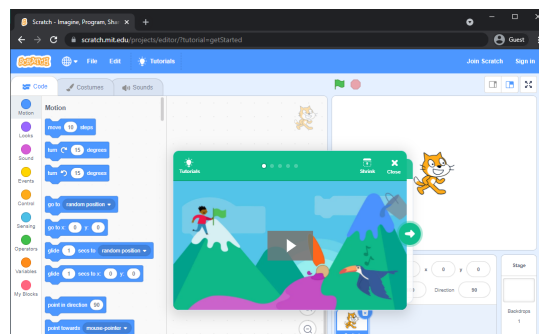 Scratch - Imagine, Program, Shar
Guest
scratch.mit.edu/projects/editor/?tutorial=getStarted
SCRATCH
File Edit Tutorials
Join Scratch Sign in
Code Costumes Sounds
Motion
Looks
Sound
Events
Control
Sensing
Operators
Variables
My Blocks
Motion
move 10 steps
turn 15 degrees
turn 15 degrees
go to random position
go to x: 0 y: 0
glide 1 secs to random position
glide 1 secs to x: 0 y: 0
point in direction 90
point towards mouse-pointer
Tutorials
Shrink Close
x 0 y 0
Direction 90
Stage
Backdrops
1